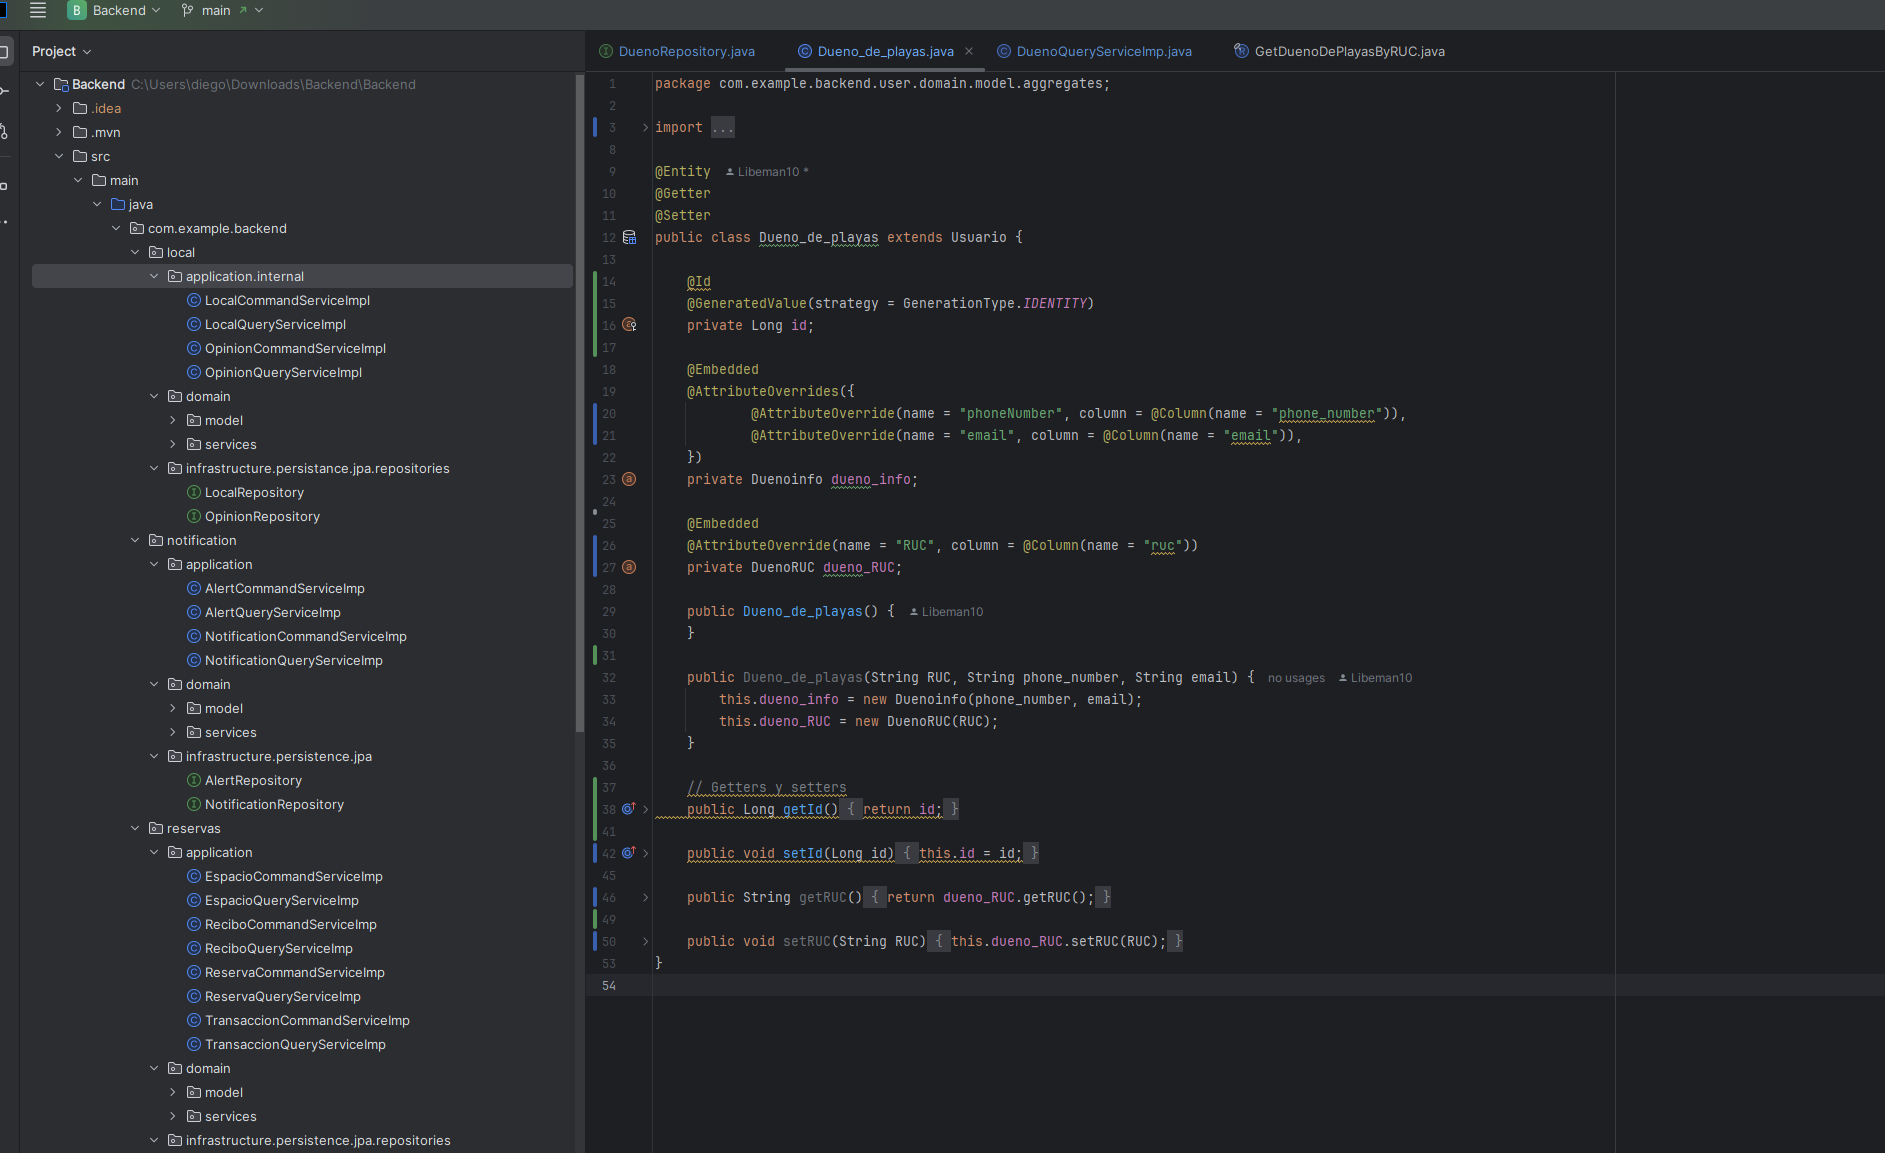 B Backend main
Project
Backend C:\Users\diego\Downloads\Backend\Backend
.idea
.mvn
src
main
java
com.example.backend
local
application.internal
LocalCommandServiceImpl
LocalQueryServiceImpl
OpinionCommandServiceImpl
OpinionQueryServiceImpl
domain
model
services
infrastructure.persistance.jpa.repositories
LocalRepository
OpinionRepository
notification
application
AlertCommandServiceImp
AlertQueryServiceImp
NotificationCommandServiceImp
NotificationQueryServiceImp
domain
model
services
infrastructure.persistence.jpa
AlertRepository
NotificationRepository
reservas
application
EspacioCommandServiceImp
EspacioQueryServiceImp
ReciboCommandServiceImp
ReciboQueryServiceImp
ReservaCommandServiceImp
ReservaQueryServiceImp
TransaccionCommandServiceImp
TransaccionQueryServiceImp
domain
model
services
infrastructure.persistence.jpa.repositories
DuenoRepository.java Dueno_de_playas.java DuenoQueryServiceImp.java GetDuenoDePlayasByRUC.java
1 package com.example.backend.user.domain.model.aggregates;
2
3 import ...
8
9 @Entity Libeman10 *
10 @Getter
11 @Setter
12 public class Dueno_de_playas extends Usuario {
13
14 @Id
15 @GeneratedValue(strategy = GenerationType.IDENTITY)
16 private Long id;
17
18 @Embedded
19 @AttributeOverrides({
20 @AttributeOverride(name = "phoneNumber", column = @Column(name = "phone_number")),
21 @AttributeOverride(name = "email", column = @Column(name = "email")),
22 })
23 private Duenoinfo dueno_info;
24
25 @Embedded
26 @AttributeOverride(name = "RUC", column = @Column(name = "ruc"))
27 private DuenoRUC dueno_RUC;
28
29 public Dueno_de_playas() { Libeman10
30 }
31
32 public Dueno_de_playas(String RUC, String phone_number, String email) { no usages Libeman10
33 this.dueno_info = new Duenoinfo(phone_number, email);
34 this.dueno_RUC = new DuenoRUC(RUC);
35 }
36
37 // Getters y setters
38 public Long getId() { return id; }
41
42 public void setId(Long id) { this.id = id; }
45
46 public String getRUC() { return dueno_RUC.getRUC(); }
49
50 public void setRUC(String RUC) { this.dueno_RUC.setRUC(RUC); }
53 }
54